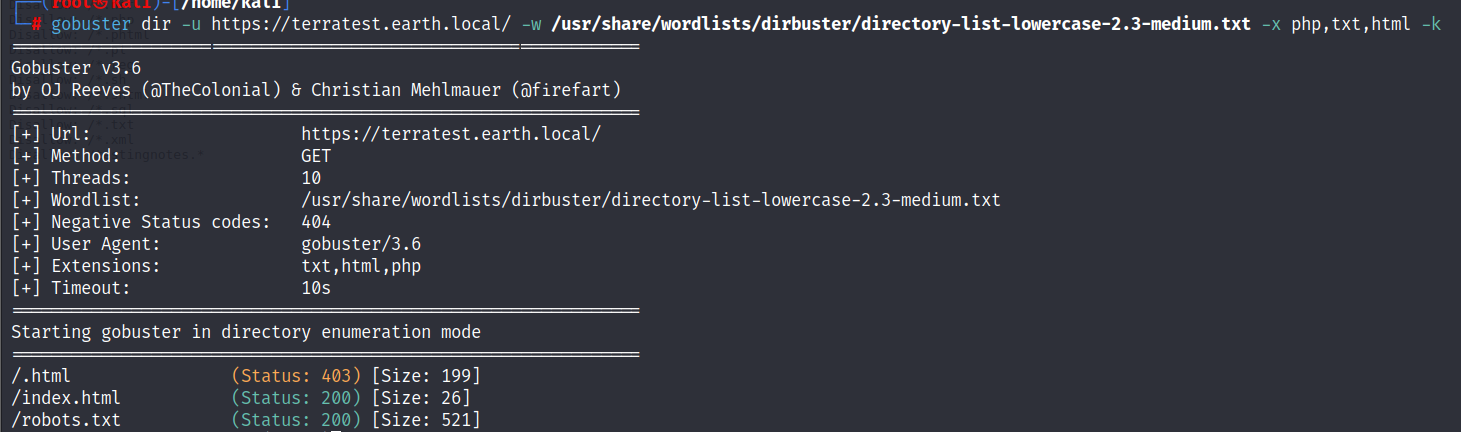 (root㉿kali)-[/home/kali]
# gobuster dir -u https://terratest.earth.local/ -w /usr/share/wordlists/dirbuster/directory-list-lowercase-2.3-medium.txt -x php,txt,html -k
===============================================================
Gobuster v3.6
by OJ Reeves (@TheColonial) & Christian Mehlmauer (@firefart)
===============================================================
[+] Url:                     https://terratest.earth.local/
[+] Method:                  GET
[+] Threads:                 10
[+] Wordlist:                /usr/share/wordlists/dirbuster/directory-list-lowercase-2.3-medium.txt
[+] Negative Status codes:   404
[+] User Agent:              gobuster/3.6
[+] Extensions:              txt,html,php
[+] Timeout:                 10s
===============================================================
Starting gobuster in directory enumeration mode
===============================================================
/.html                (Status: 403) [Size: 199]
/index.html           (Status: 200) [Size: 26]
/robots.txt           (Status: 200) [Size: 521]